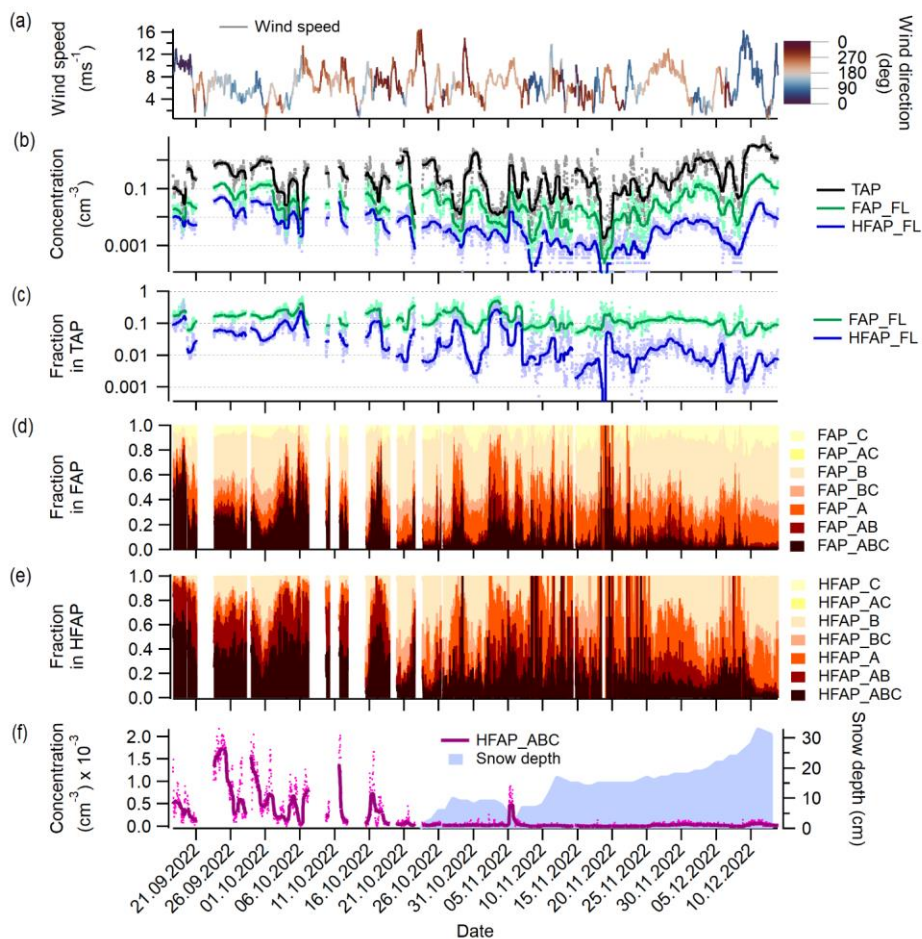 (a)
Wind speed
(ms⁻¹)
16
12
8
4
Wind speed
0
270
180
90
0
Wind direction
(deg)
(b)
Concentration
(cm⁻³)
0.1
0.001
TAP
FAP_FL
HFAP_FL
(c)
Fraction
in TAP
1
0.1
0.01
0.001
FAP_FL
HFAP_FL
(d)
Fraction
in FAP
1.0
0.8
0.6
0.4
0.2
0.0
FAP_C
FAP_AC
FAP_B
FAP_BC
FAP_A
FAP_AB
FAP_ABC
(e)
Fraction
in HFAP
1.0
0.8
0.6
0.4
0.2
0.0
HFAP_C
HFAP_AC
HFAP_B
HFAP_BC
HFAP_A
HFAP_AB
HFAP_ABC
(f)
Concentration
(cm⁻³) x 10⁻³
2.0
1.5
1.0
0.5
0.0
HFAP_ABC
Snow depth
30
20
10
0
Snow depth
(cm)
21.09.2022
26.09.2022
01.10.2022
06.10.2022
11.10.2022
16.10.2022
21.10.2022
26.10.2022
31.10.2022
05.11.2022
10.11.2022
15.11.2022
20.11.2022
25.11.2022
30.11.2022
05.12.2022
10.12.2022
Date